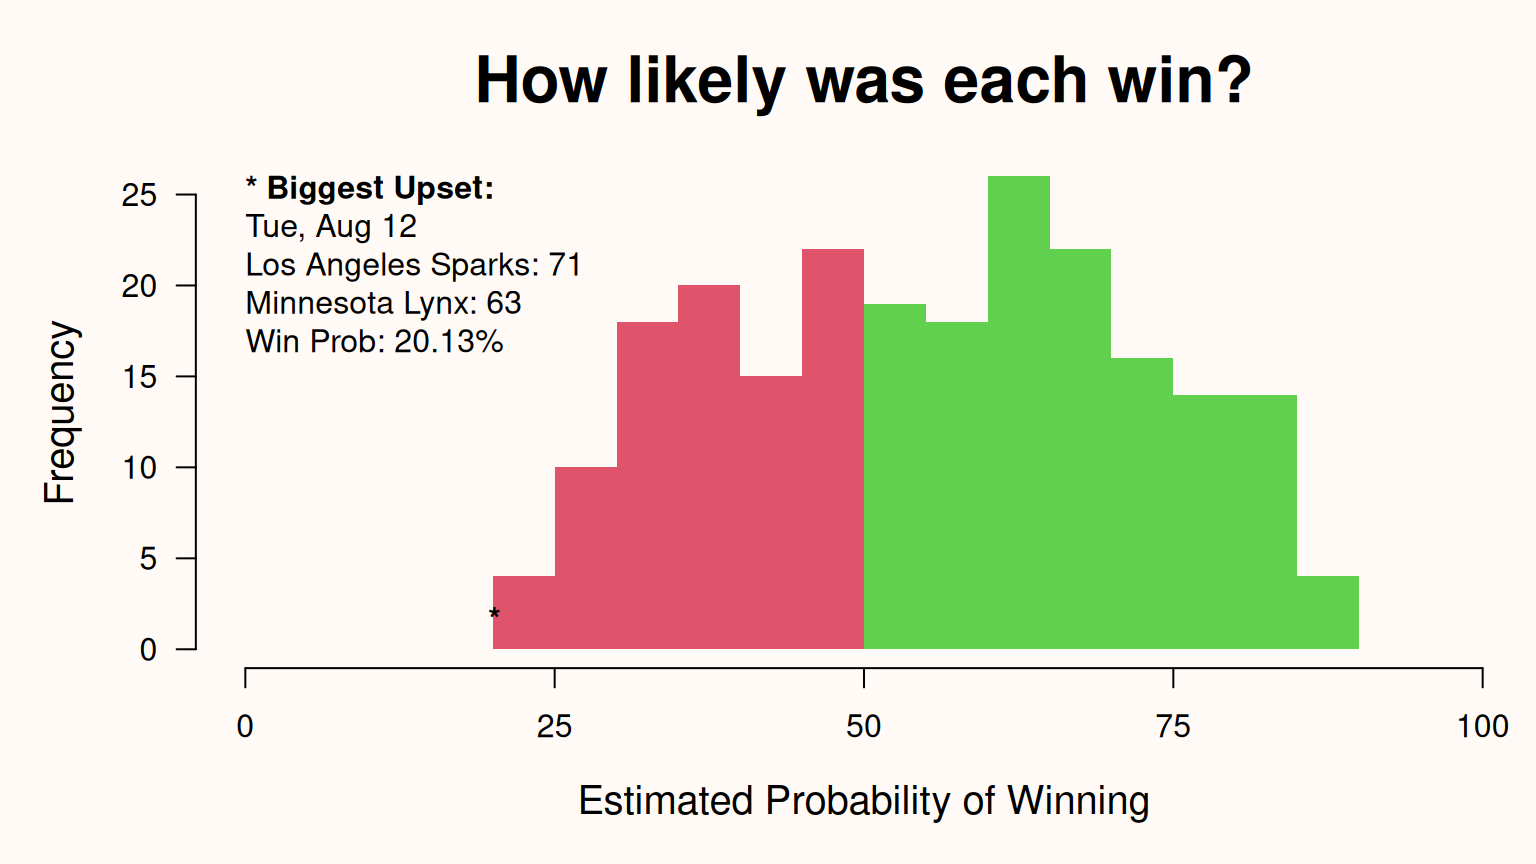 How likely was each win?
* Biggest Upset:
Tue, Aug 12
Los Angeles Sparks: 71
Minnesota Lynx: 63
Win Prob: 20.13%
Frequency
25
20
15
10
5
0
*
0 25 50 75 100
Estimated Probability of Winning